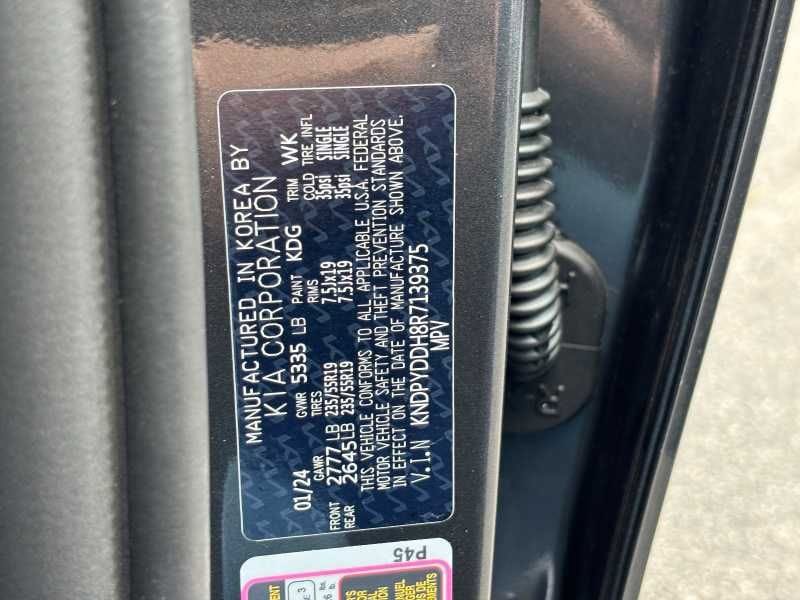 MANUFACTURED IN KOREA BY
KIA CORPORATION
01/24 GVWR 5335 LB PAINT KDG TRIM WK
GAWR TIRES RIMS COLD TIRE INFL
FRONT 2777 LB 235/55R19 7.5Jx19 35psi SINGLE
REAR 2645LB 235/55R19 7.5Jx19 35psi SINGLE
THIS VEHICLE CONFORMS TO ALL APPLICABLE U.S.A. FEDERAL
MOTOR VEHICLE SAFETY AND THEFT PREVENTION STANDARDS
IN EFFECT ON THE DATE OF MANUFACTURE SHOWN ABOVE.
V.I.N KNDPYDDH8R7139375
MPV
P45